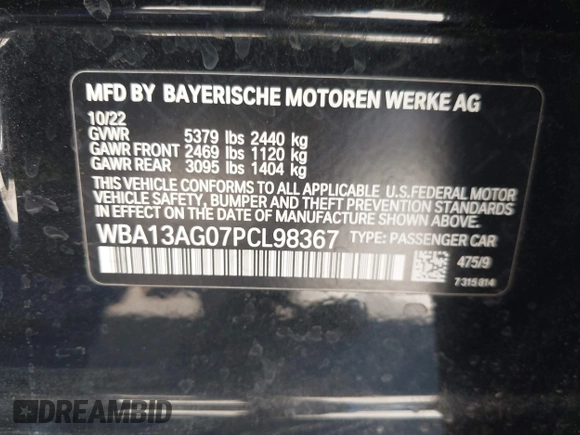 MFD BY BAYERISCHE MOTOREN WERKE AG
10/22
GVWR 5379 lbs 2440 kg
GAWR FRONT 2469 lbs 1120 kg
GAWR REAR 3095 lbs 1404 kg
THIS VEHICLE CONFORMS TO ALL APPLICABLE U.S.FEDERAL MOTOR
VEHICLE SAFETY, BUMPER AND THEFT PREVENTION STANDARDS
IN EFFECT ON THE DATE OF MANUFACTURE SHOWN ABOVE.
WBA13AG07PCL98367 TYPE: PASSENGER CAR
475/9
7315814
DREAMBID